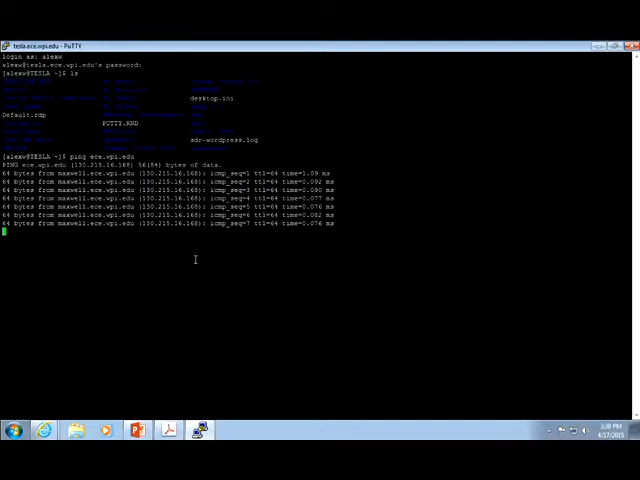 tesla.ece.wpi.edu - PuTTY
login as: alexw
alexw@tesla.ece.wpi.edu's password:
[alexw@TESLA ~]$ ls
desktop.ini
Default.rdp
PUTTY.RND
sdr-wordpress.log
[alexw@TESLA ~]$ ping ece.wpi.edu
PING ece.wpi.edu (130.215.16.168) 56(84) bytes of data.
64 bytes from maxwell.ece.wpi.edu (130.215.16.168): icmp_seq=1 ttl=64 time=1.09 ms
64 bytes from maxwell.ece.wpi.edu (130.215.16.168): icmp_seq=2 ttl=64 time=0.092 ms
64 bytes from maxwell.ece.wpi.edu (130.215.16.168): icmp_seq=3 ttl=64 time=0.090 ms
64 bytes from maxwell.ece.wpi.edu (130.215.16.168): icmp_seq=4 ttl=64 time=0.077 ms
64 bytes from maxwell.ece.wpi.edu (130.215.16.168): icmp_seq=5 ttl=64 time=0.076 ms
64 bytes from maxwell.ece.wpi.edu (130.215.16.168): icmp_seq=6 ttl=64 time=0.082 ms
64 bytes from maxwell.ece.wpi.edu (130.215.16.168): icmp_seq=7 ttl=64 time=0.076 ms
3:38 PM
4/17/2015